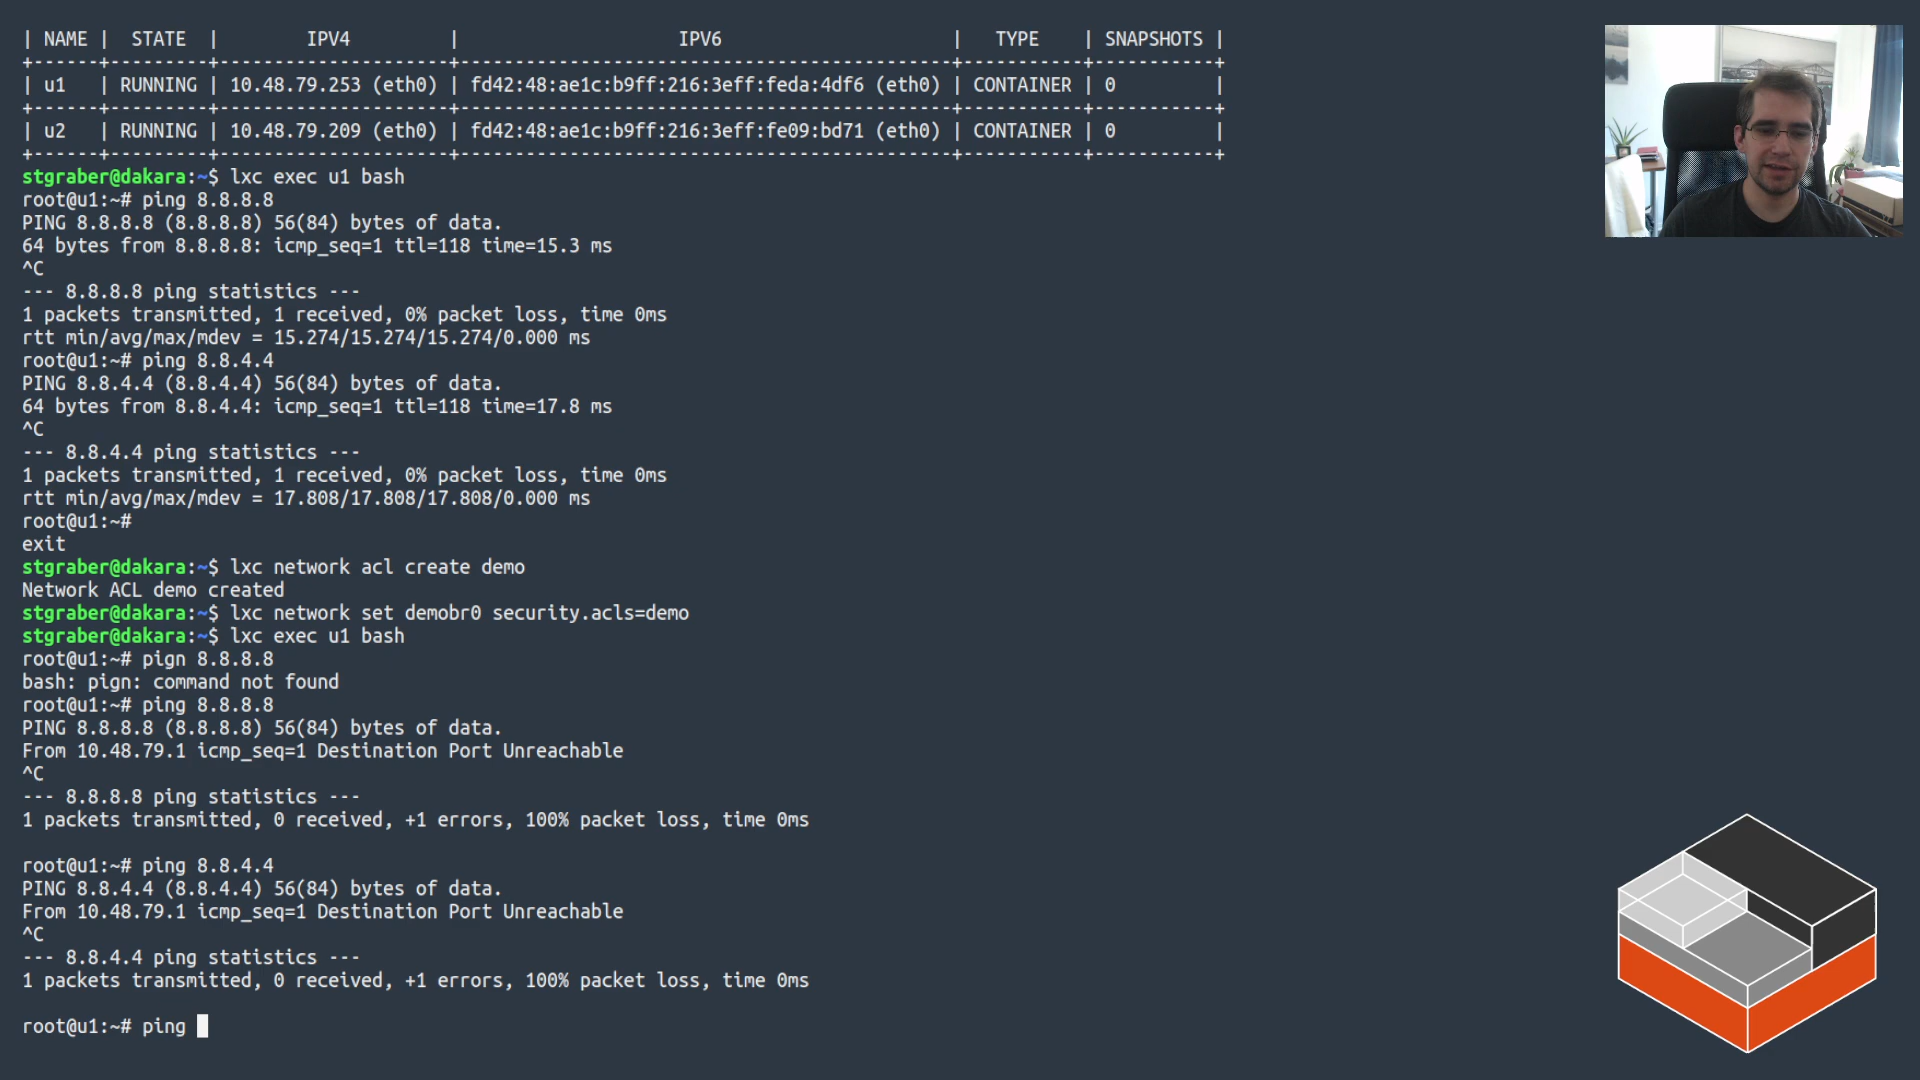 | NAME |  STATE  |        IPV4         |                     IPV6                     |   TYPE    | SNAPSHOTS |
+------+---------+---------------------+----------------------------------------------+-----------+-----------+
| u1   | RUNNING | 10.48.79.253 (eth0) | fd42:48:ae1c:b9ff:216:3eff:feda:4df6 (eth0) | CONTAINER | 0         |
+------+---------+---------------------+----------------------------------------------+-----------+-----------+
| u2   | RUNNING | 10.48.79.209 (eth0) | fd42:48:ae1c:b9ff:216:3eff:fe09:bd71 (eth0) | CONTAINER | 0         |
+------+---------+---------------------+----------------------------------------------+-----------+-----------+
stgraber@dakara:~$ lxc exec u1 bash
root@u1:~# ping 8.8.8.8
PING 8.8.8.8 (8.8.8.8) 56(84) bytes of data.
64 bytes from 8.8.8.8: icmp_seq=1 ttl=118 time=15.3 ms
^C
--- 8.8.8.8 ping statistics ---
1 packets transmitted, 1 received, 0% packet loss, time 0ms
rtt min/avg/max/mdev = 15.274/15.274/15.274/0.000 ms
root@u1:~# ping 8.8.4.4
PING 8.8.4.4 (8.8.4.4) 56(84) bytes of data.
64 bytes from 8.8.4.4: icmp_seq=1 ttl=118 time=17.8 ms
^C
--- 8.8.4.4 ping statistics ---
1 packets transmitted, 1 received, 0% packet loss, time 0ms
rtt min/avg/max/mdev = 17.808/17.808/17.808/0.000 ms
root@u1:~#
exit
stgraber@dakara:~$ lxc network acl create demo
Network ACL demo created
stgraber@dakara:~$ lxc network set demobr0 security.acls=demo
stgraber@dakara:~$ lxc exec u1 bash
root@u1:~# pign 8.8.8.8
bash: pign: command not found
root@u1:~# ping 8.8.8.8
PING 8.8.8.8 (8.8.8.8) 56(84) bytes of data.
From 10.48.79.1 icmp_seq=1 Destination Port Unreachable
^C
--- 8.8.8.8 ping statistics ---
1 packets transmitted, 0 received, +1 errors, 100% packet loss, time 0ms
root@u1:~# ping 8.8.4.4
PING 8.8.4.4 (8.8.4.4) 56(84) bytes of data.
From 10.48.79.1 icmp_seq=1 Destination Port Unreachable
^C
--- 8.8.4.4 ping statistics ---
1 packets transmitted, 0 received, +1 errors, 100% packet loss, time 0ms
root@u1:~# ping